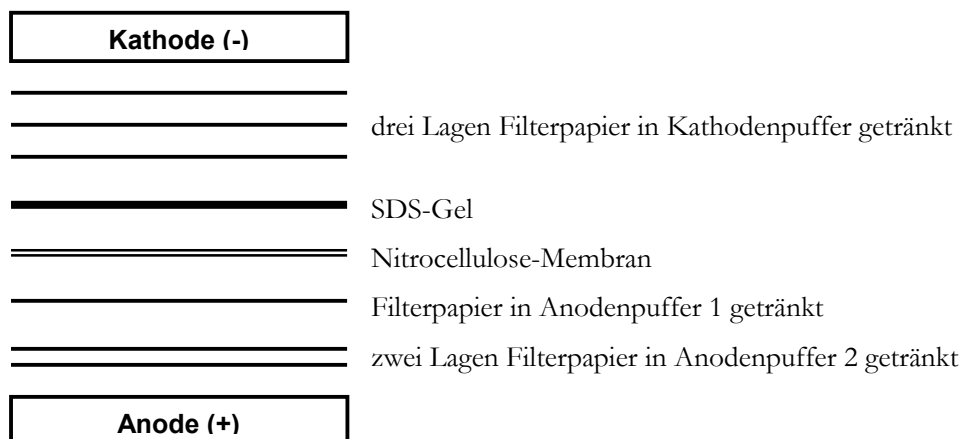 Kathode (-)
drei Lagen Filterpapier in Kathodenpuffer getränkt
SDS-Gel
Nitrocellulose-Membran
Filterpapier in Anodenpuffer 1 getränkt
zwei Lagen Filterpapier in Anodenpuffer 2 getränkt
Anode (+)